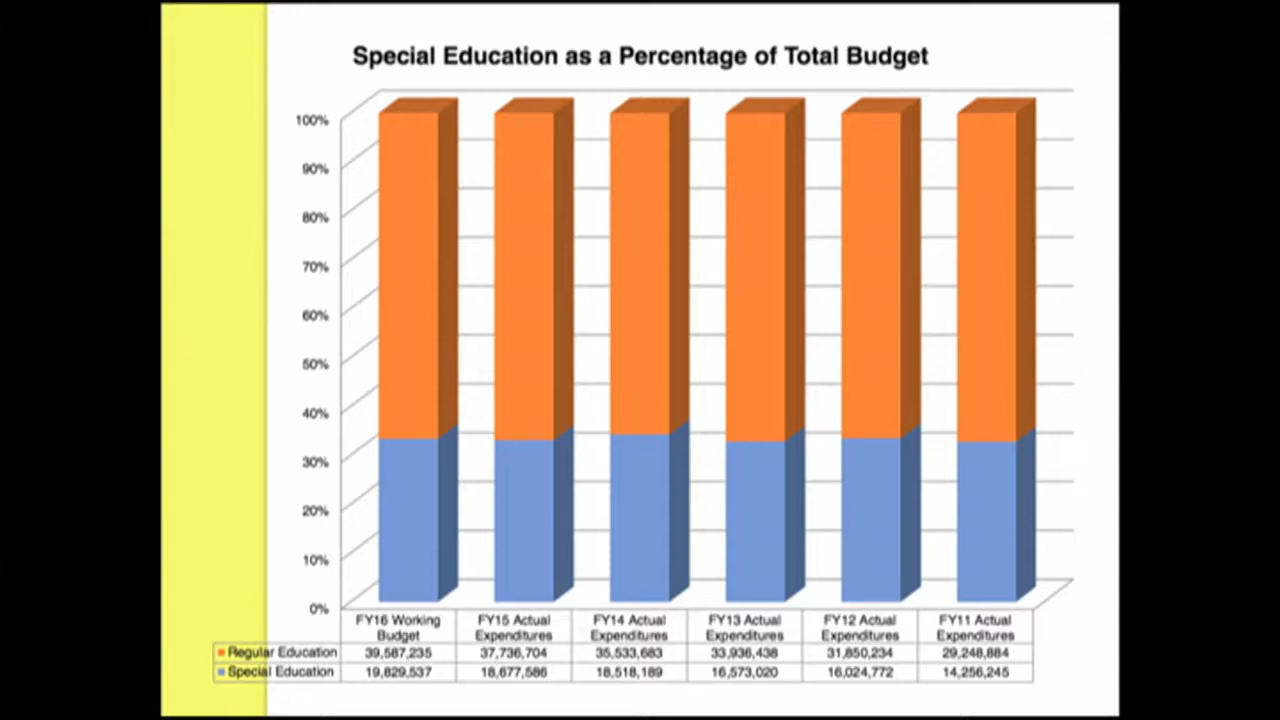 Special Education as a Percentage of Total Budget
100%
90%
80%
70%
60%
50%
40%
30%
20%
10%
0%
FY16 Working Budget
FY15 Actual Expenditures
FY14 Actual Expenditures
FY13 Actual Expenditures
FY12 Actual Expenditures
FY11 Actual Expenditures
Regular Education 39,587,235 37,736,704 35,533,683 33,936,438 31,850,234 29,248,884
Special Education 19,829,537 18,677,586 18,518,189 16,573,020 16,024,772 14,256,245